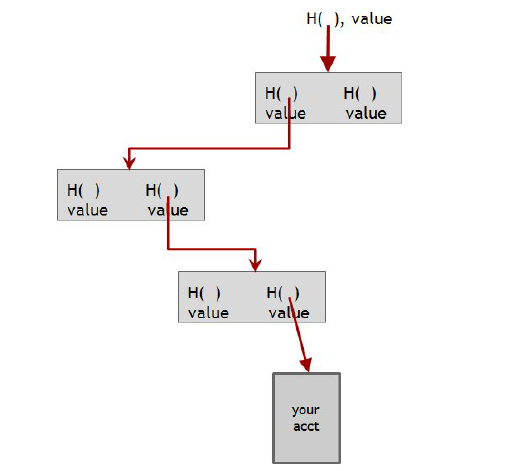 H( ), value
H( ) H( )
value value
H( ) H( )
value value
H( ) H( )
value value
your
acct